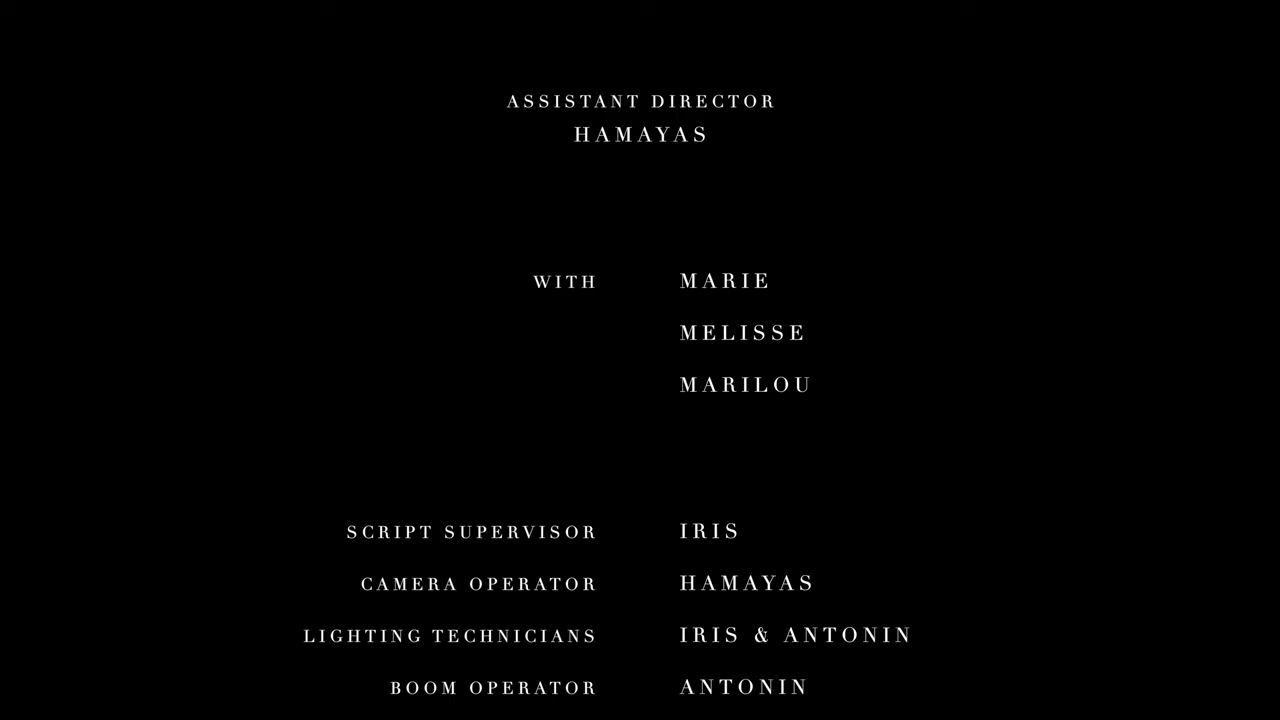 ASSISTANT DIRECTOR
HAMAYAS
WITH MARIE
MELISSE
MARILOU
SCRIPT SUPERVISOR IRIS
CAMERA OPERATOR HAMAYAS
LIGHTING TECHNICIANS IRIS & ANTONIN
BOOM OPERATOR ANTONIN